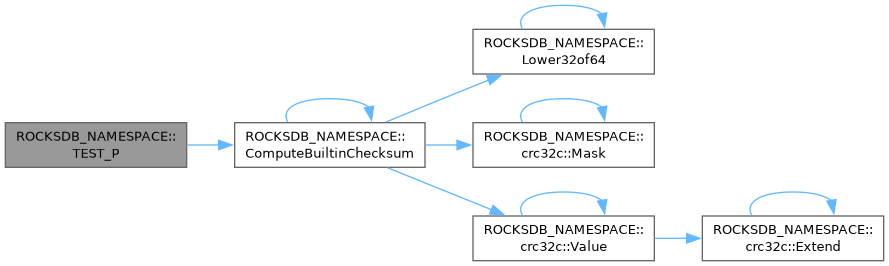 ROCKSDB_NAMESPACE::
TEST_P
ROCKSDB_NAMESPACE::
ComputeBuiltinChecksum
ROCKSDB_NAMESPACE::
Lower32of64
ROCKSDB_NAMESPACE::
crc32c::Mask
ROCKSDB_NAMESPACE::
crc32c::Value
ROCKSDB_NAMESPACE::
crc32c::Extend